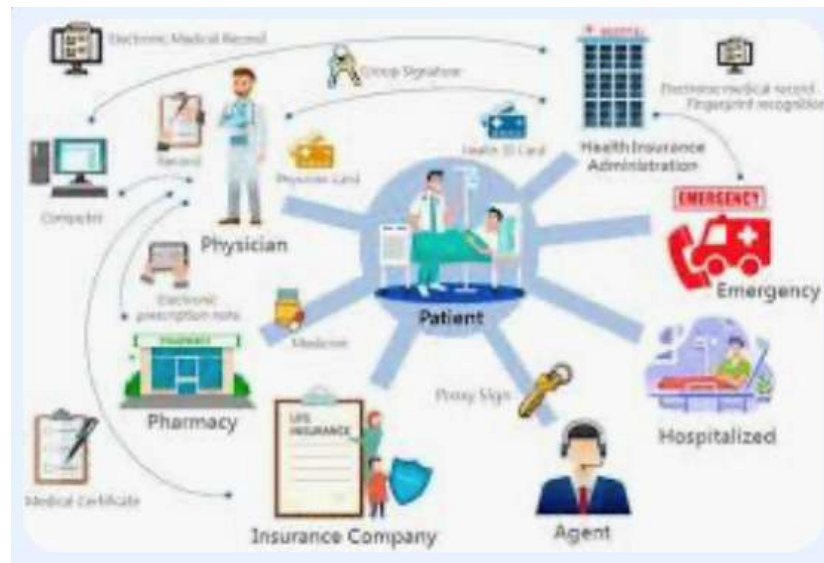 Electronic Medical Record
Group Signature
HOSPITAL
Electronic medical record
Fingerprint recognition
Record
Physician Card
Health ID Card
Health Insurance
Administration
EMERGENCY
Computer
Physician
Emergency
Electronic
prescription note
Patient
PHARMACY
Medicine
Pharmacy
LIFE
INSURANCE
Proxy Sign
Hospitalized
Medical Certificate
Insurance Company
Agent